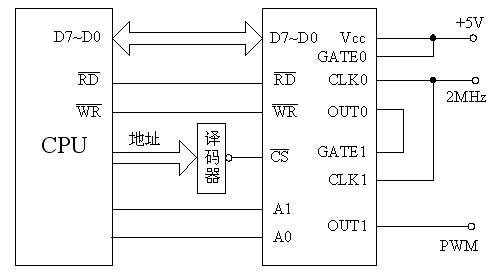 D7~D0 D7~D0 Vcc +5V
GATE0
RD RD CLK0
2MHz
WR WR OUT0
CPU 地址 译码器 CS GATE1
CLK1
A1
A0 OUT1
PWM